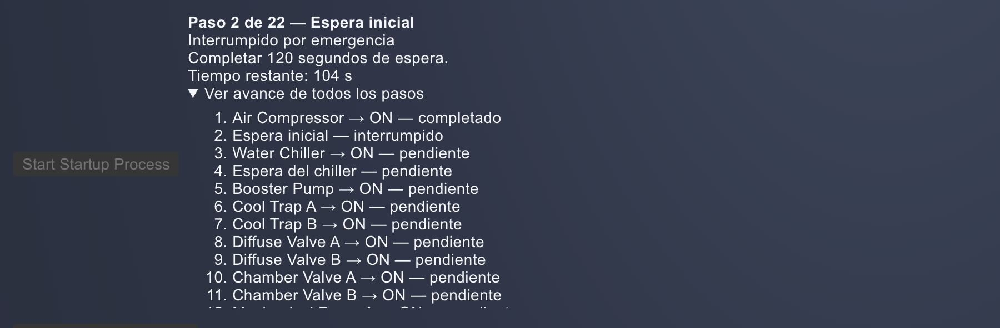 Paso 2 de 22 — Espera inicial
Interrumpido por emergencia
Completar 120 segundos de espera.
Tiempo restante: 104 s
▼ Ver avance de todos los pasos
1. Air Compressor → ON — completado
2. Espera inicial — interrumpido
3. Water Chiller → ON — pendiente
Start Startup Process
4. Espera del chiller — pendiente
5. Booster Pump → ON — pendiente
6. Cool Trap A → ON — pendiente
7. Cool Trap B → ON — pendiente
8. Diffuse Valve A → ON — pendiente
9. Diffuse Valve B → ON — pendiente
10. Chamber Valve A → ON — pendiente
11. Chamber Valve B → ON — pendiente